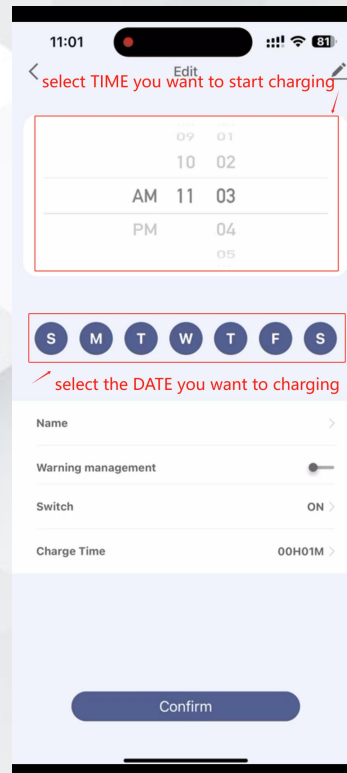 11:01 81
Edit
select TIME you want to start charging
09 01
10 02
AM 11 03
PM 04
05
S M T W T F S
select the DATE you want to charging
Name
Warning management
Switch ON
Charge Time 00H01M
Confirm